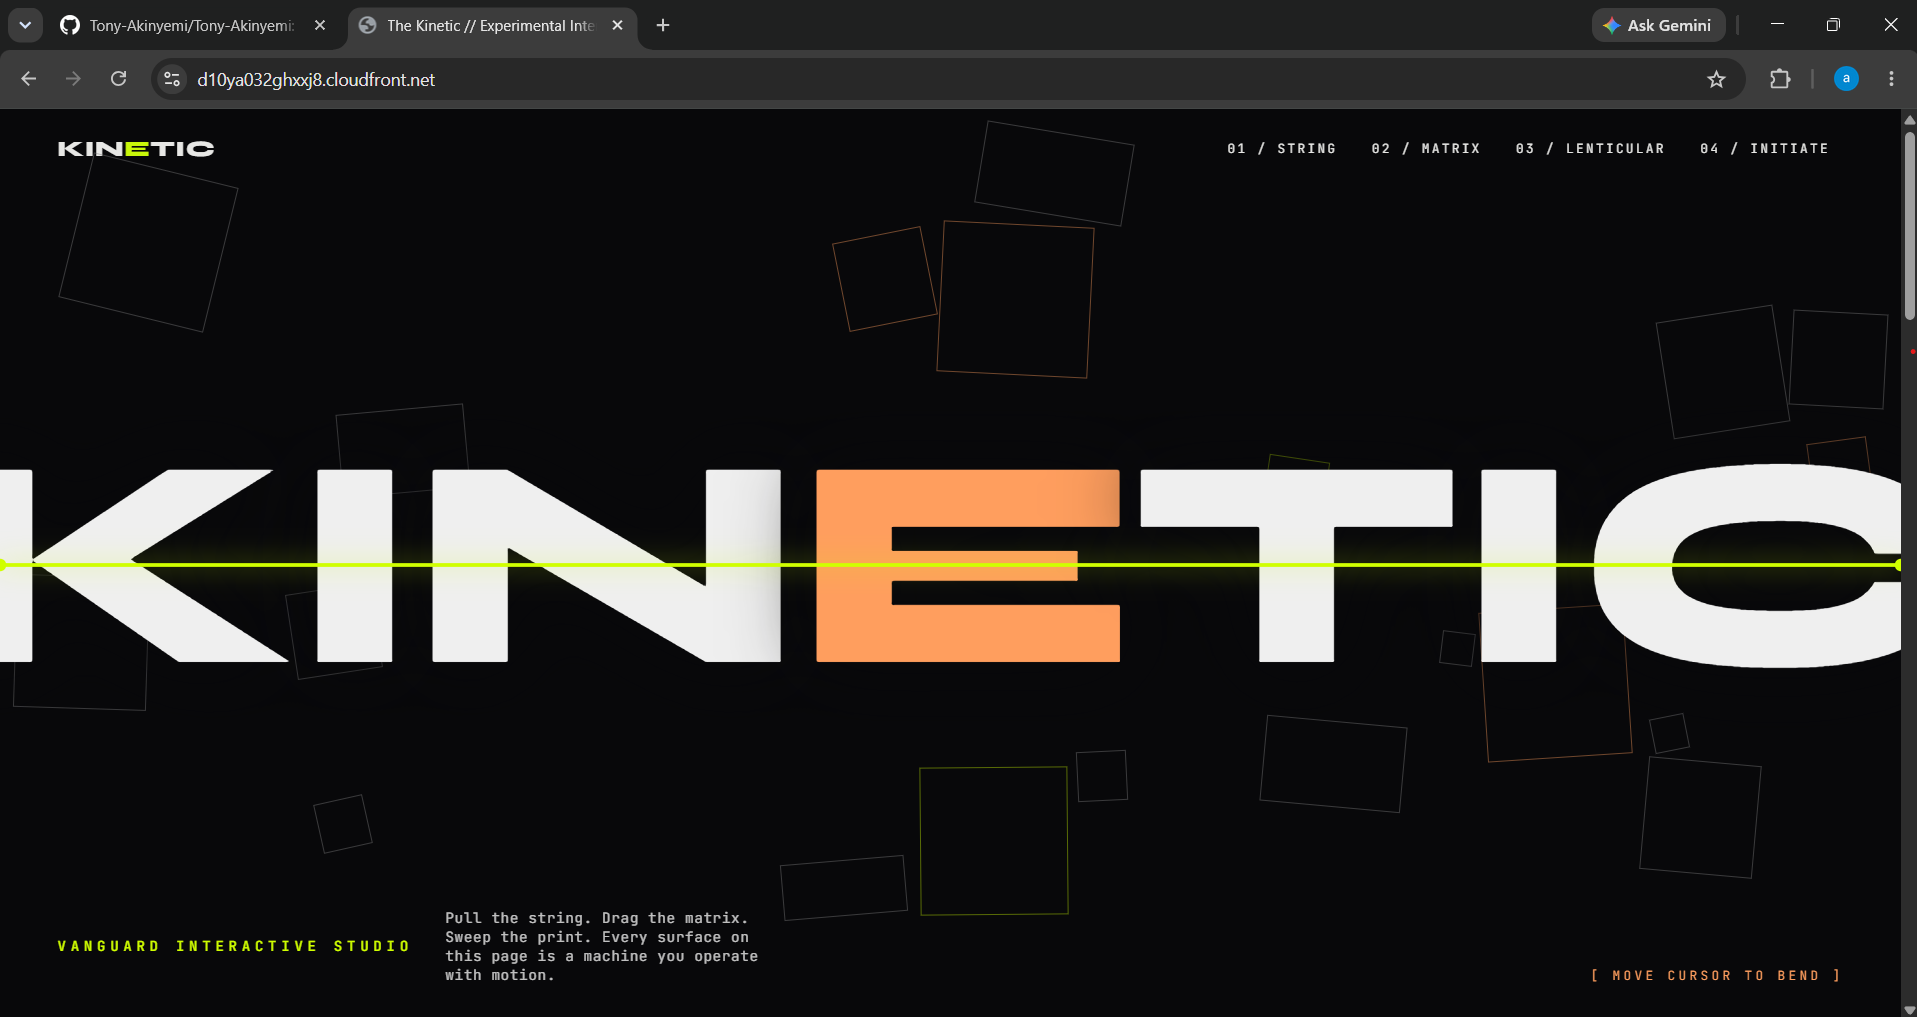 Tony-Akinyemi/Tony-Akinyemi:
The Kinetic // Experimental Inte
Ask Gemini
d10ya032ghxxj8.cloudfront.net
a
KINETIC
01 / STRING
02 / MATRIX
03 / LENTICULAR
04 / INITIATE
KINETIC
VANGUARD INTERACTIVE STUDIO
Pull the string. Drag the matrix.
Sweep the print. Every surface on
this page is a machine you operate
with motion.
[ MOVE CURSOR TO BEND ]